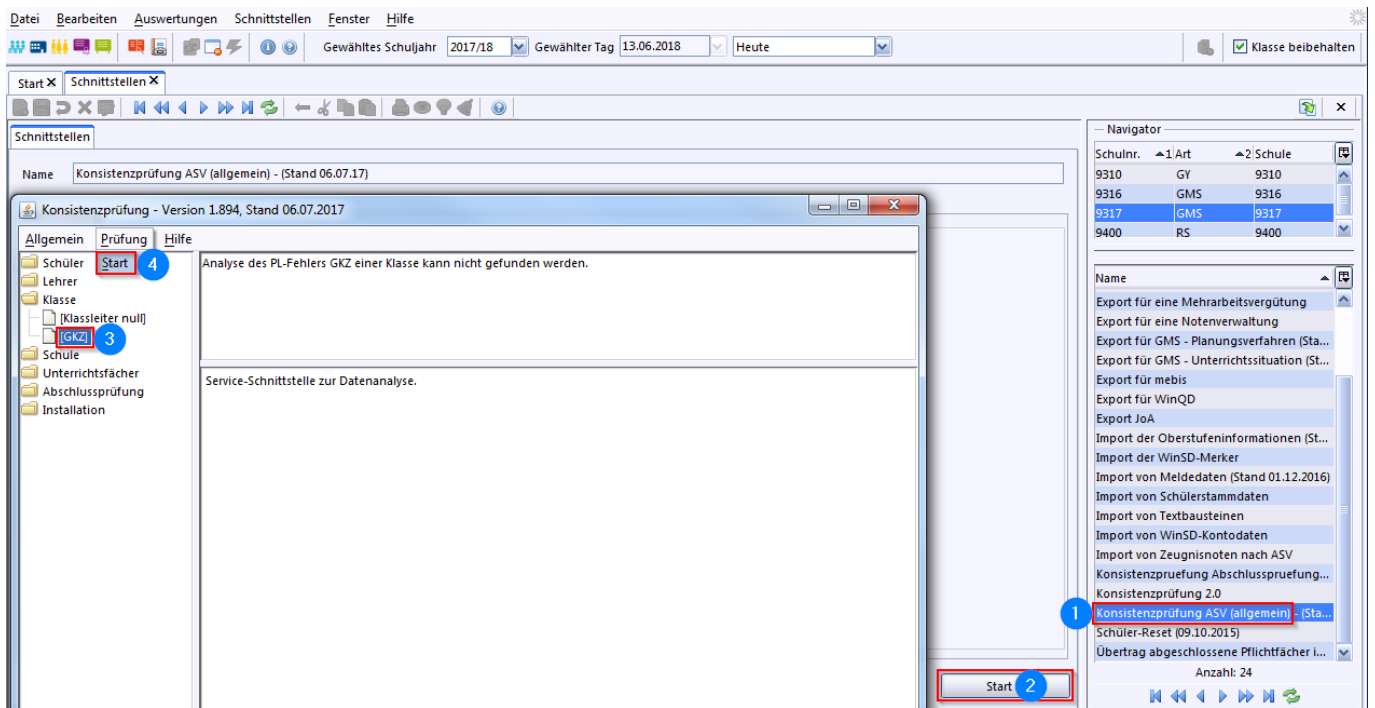 Datei Bearbeiten Auswertungen Schnittstellen Fenster Hilfe
Gewähltes Schuljahr 2017/18 Gewählter Tag 13.06.2018 Heute Klasse beibehalten
Start X Schnittstellen X
Schnittstellen
Name Konsistenzprüfung ASV (allgemein) - (Stand 06.07.17)
Konsistenzprüfung - Version 1.894, Stand 06.07.2017
Allgemein Prüfung Hilfe
Start 4
Schüler
Lehrer
Klasse
[Klassleiter null]
[GKZ] 3
Schule
Unterrichtsfächer
Abschlussprüfung
Installation
Analyse des PL-Fehlers GKZ einer Klasse kann nicht gefunden werden.
Service-Schnittstelle zur Datenanalyse.
Start 2
Navigator
Schulnr. 1 Art 2 Schule
9310 GY 9310
9316 GMS 9316
9317 GMS 9317
9400 RS 9400
Name
Export für eine Mehrarbeitsvergütung
Export für eine Notenverwaltung
Export für GMS - Planungsverfahren (Sta...
Export für GMS - Unterrichtssituation (St...
Export für mebis
Export für WinQD
Export JoA
Import der Oberstufeninformationen (St...
Import der WinSD-Merker
Import von Meldedaten (Stand 01.12.2016)
Import von Schülerstammdaten
Import von Textbausteinen
Import von WinSD-Kontodaten
Import von Zeugnisnoten nach ASV
Konsistenzpruefung Abschlusspruefung...
Konsistenzprüfung 2.0
1 Konsistenzprüfung ASV (allgemein) - (Sta...
Schüler-Reset (09.10.2015)
Übertrag abgeschlossene Pflichtfächer i...
Anzahl: 24